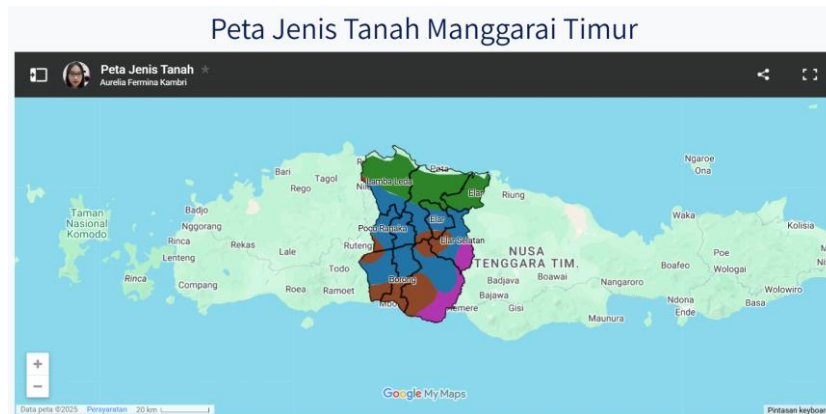 Peta Jenis Tanah Manggarai Timur
Peta Jenis Tanah
Aurelia Fermina Kambri
Ngaroe
Ona
Bari
Tagol
Rego
Pota
Lamba Leda
Elar
Riung
Taman
Nasional
Komodo
Badjo
Nggorang
Rinca
Lenteng
Rekas
Lale
Poco Ranaka
Elar
Ruteng
Elar Selatan
Waka
Kolisia
Rinca
Compang
Todo
Roea
Ramoet
Borong
NUSA
TENGGARA TIM.
Badjava
Boawai
Bajawa
Gisi
Nangaroro
Maunura
Boafeo
Poe
Wologai
Ndona
Ende
Wolowiro
Basa
Google My Maps
Data peta ©2025
Persyaratan
20 km
Pintasan keyboar